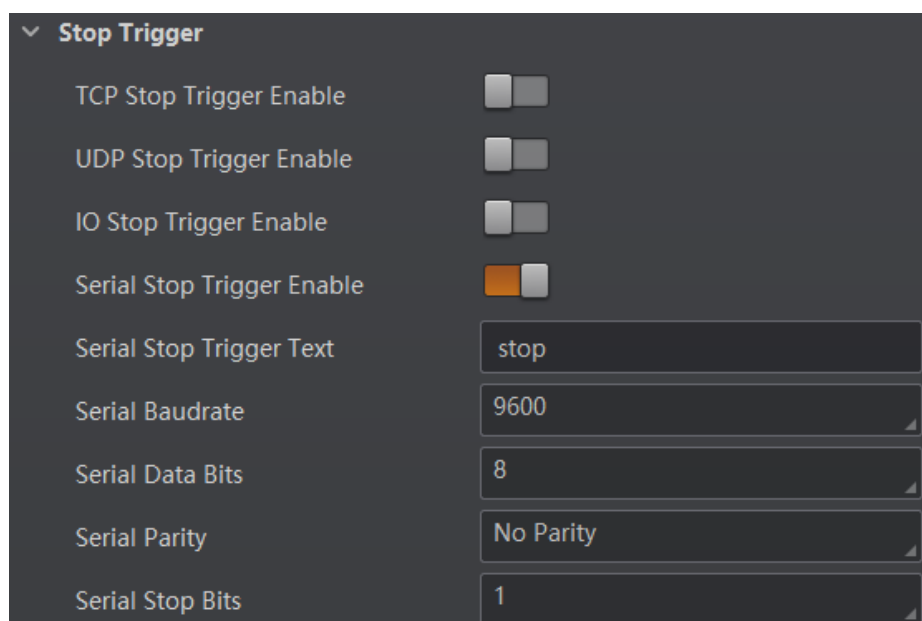 Stop Trigger
TCP Stop Trigger Enable
UDP Stop Trigger Enable
IO Stop Trigger Enable
Serial Stop Trigger Enable
Serial Stop Trigger Text stop
Serial Baudrate 9600
Serial Data Bits 8
Serial Parity No Parity
Serial Stop Bits 1